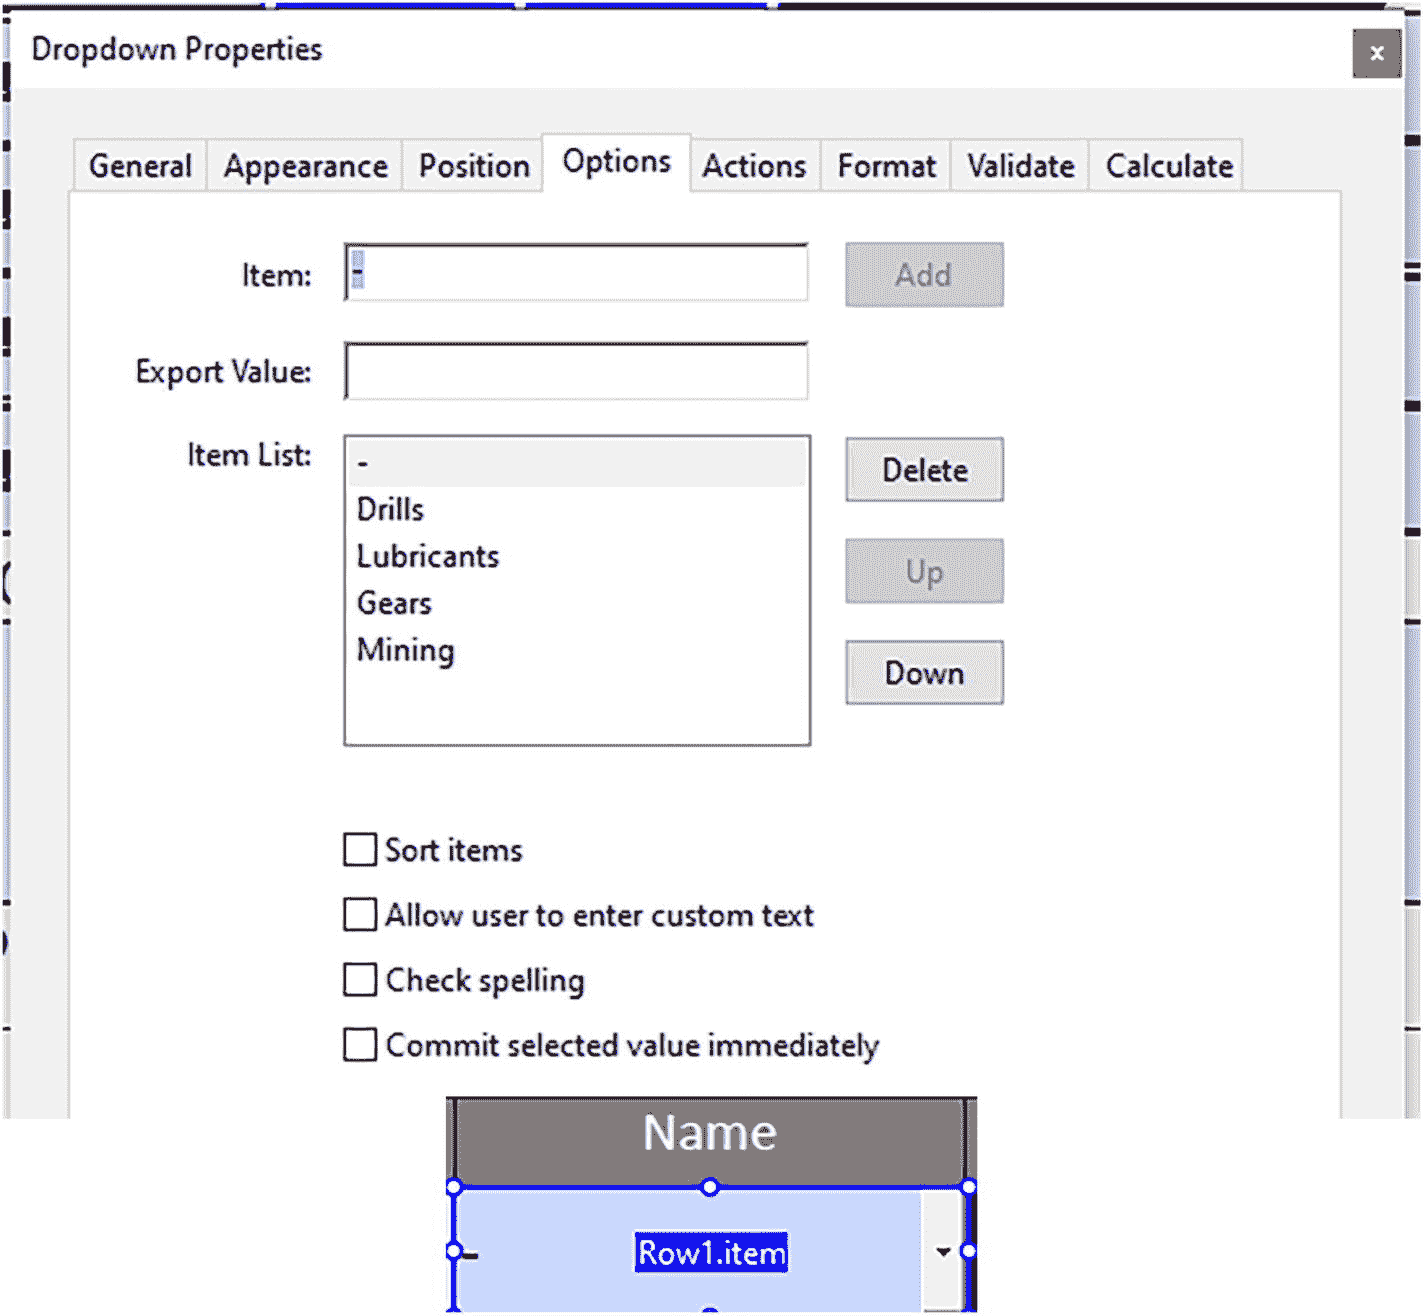 Dropdown Properties
x
General Appearance Position Options Actions Format Validate Calculate
Item: - Add
Export Value:
Item List: - Delete
Drills
Lubricants
Gears Up
Mining
Down
Sort items
Allow user to enter custom text
Check spelling
Commit selected value immediately
Name
- Row1.item